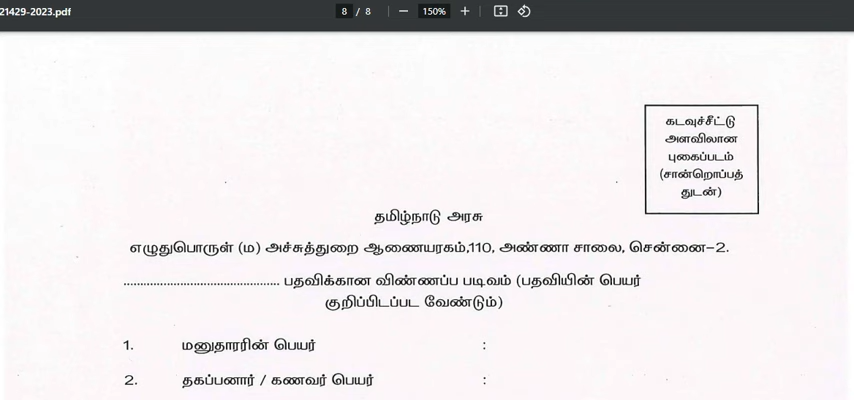 21429-2023.pdf
8 / 8
150%
கடவுச்சீட்டு
அளவிலான
புகைப்படம்
(சான்றொப்பத்
துடன்)
தமிழ்நாடு அரசு
எழுதுபொருள் (ம) அச்சுத்துறை ஆணையரகம்,110, அண்ணா சாலை, சென்னை-2.
............................................... பதவிக்கான விண்ணப்ப படிவம் (பதவியின் பெயர்
குறிப்பிடப்பட வேண்டும்)
1. மனுதாரரின் பெயர் :
2. தகப்பனார் / கணவர் பெயர் :